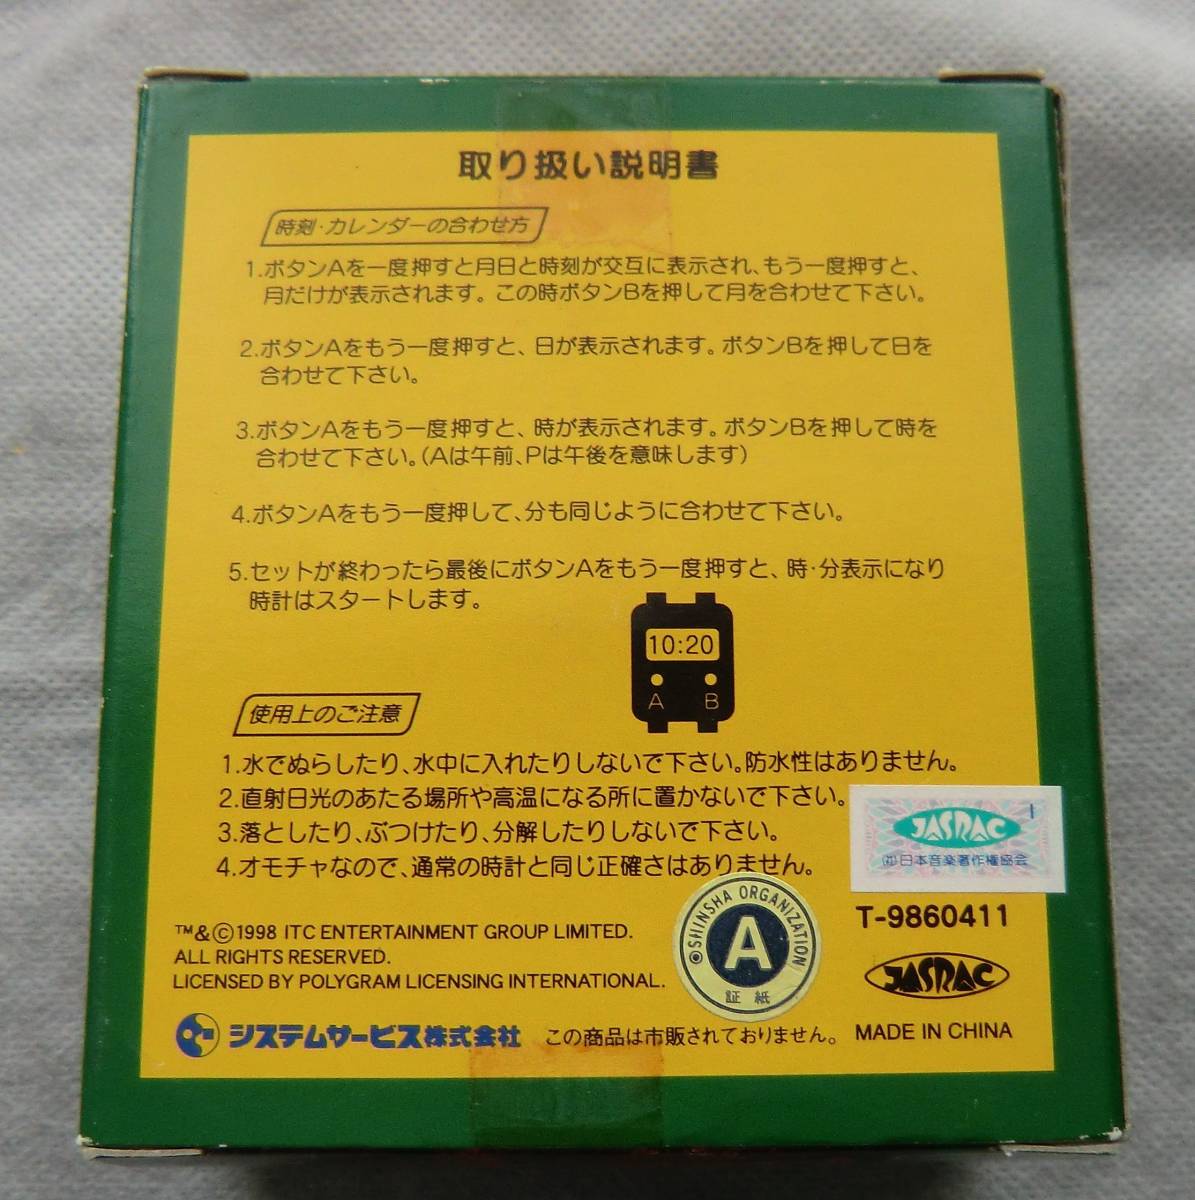 取り扱い説明書
時刻・カレンダーの合わせ方
1.ボタンAを一度押すと月日と時刻が交互に表示され、もう一度押すと、
月だけが表示されます。この時ボタンBを押して月を合わせて下さい。
2.ボタンAをもう一度押すと、日が表示されます。ボタンBを押して日を
合わせて下さい。
3.ボタンAをもう一度押すと、時が表示されます。ボタンBを押して時を
合わせて下さい。(Aは午前、Pは午後を意味します)
4.ボタンAをもう一度押して、分も同じように合わせて下さい。
5.セットが終わったら最後にボタンAをもう一度押すと、時・分表示になり
時計はスタートします。
10:20
A B
使用上のご注意
1.水でぬらしたり、水中に入れたりしないで下さい。防水性はありません。
2.直射日光のあたる場所や高温になる所に置かないで下さい。
3.落としたり、ぶつけたり、分解したりしないで下さい。
4.オモチャなので、通常の時計と同じ正確さはありません。
JASRAC
I
㈳日本音楽著作権協会
T-9860411
JASRAC
™&©1998 ITC ENTERTAINMENT GROUP LIMITED.
ALL RIGHTS RESERVED.
LICENSED BY POLYGRAM LICENSING INTERNATIONAL.
SHINSHA ORGANIZATION
A
証紙
システムサービス株式会社 この商品は市販されておりません。 MADE IN CHINA